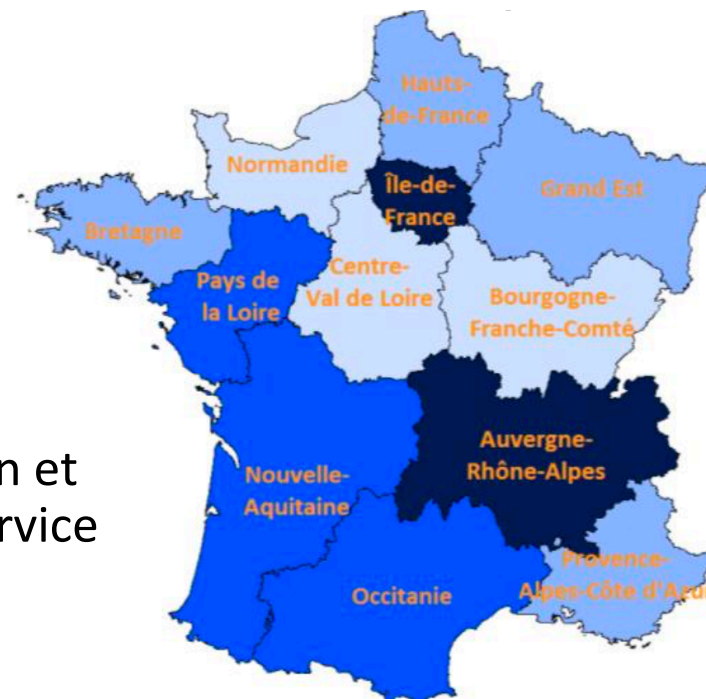 Hauts-
de-France
Normandie
Île-de-
France
Grand Est
Bretagne
Pays de
la Loire
Centre-
Val de Loire
Bourgogne-
Franche-Comté
Auvergne-
Rhône-Alpes
n et
rvice
Nouvelle-
Aquitaine
Occitanie
Provence-
Alpes-Côte d'Azur